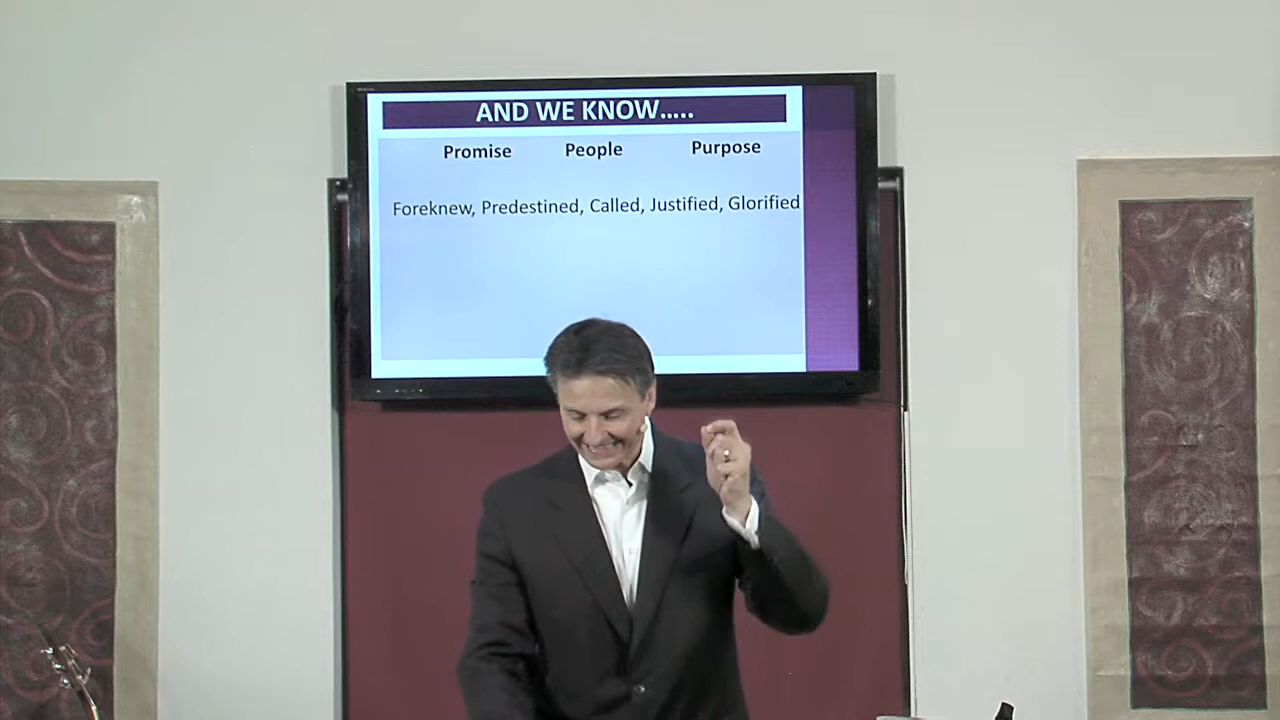 AND WE KNOW.....
Promise People Purpose
Foreknew, Predestined, Called, Justified, Glorified